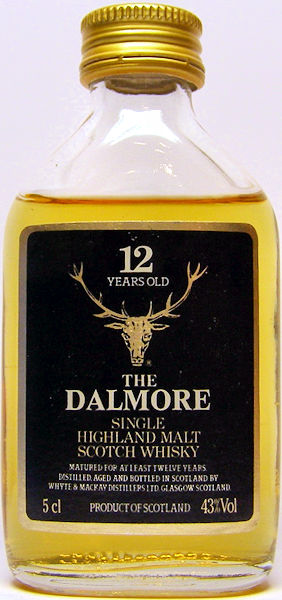 12
YEARS OLD
THE
DALMORE
SINGLE
HIGHLAND MALT
SCOTCH WHISKY
MATURED FOR AT LEAST TWELVE YEARS
DISTILLED, AGED AND BOTTLED IN SCOTLAND BY
WHYTE & MACKAY DISTILLERS LTD. GLASGOW SCOTLAND.
5 cl PRODUCT OF SCOTLAND 43%Vol